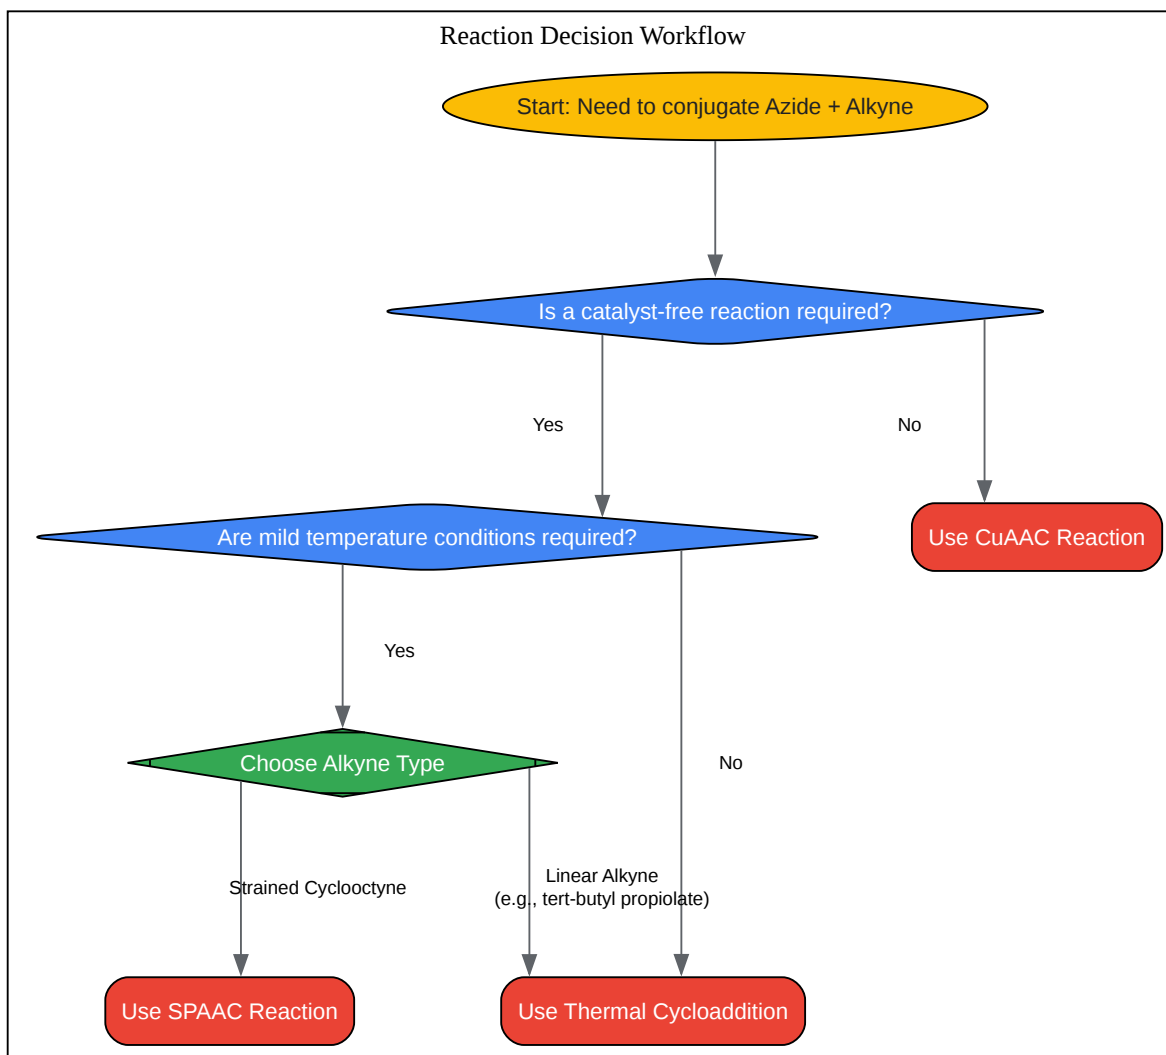 Reaction Decision Workflow
Start: Need to conjugate Azide + Alkyne
Is a catalyst-free reaction required?
Yes
No
Are mild temperature conditions required?
Use CuAAC Reaction
Yes
Choose Alkyne Type
No
Strained Cyclooctyne
Linear Alkyne
(e.g., tert-butyl propiolate)
Use SPAAC Reaction
Use Thermal Cycloaddition